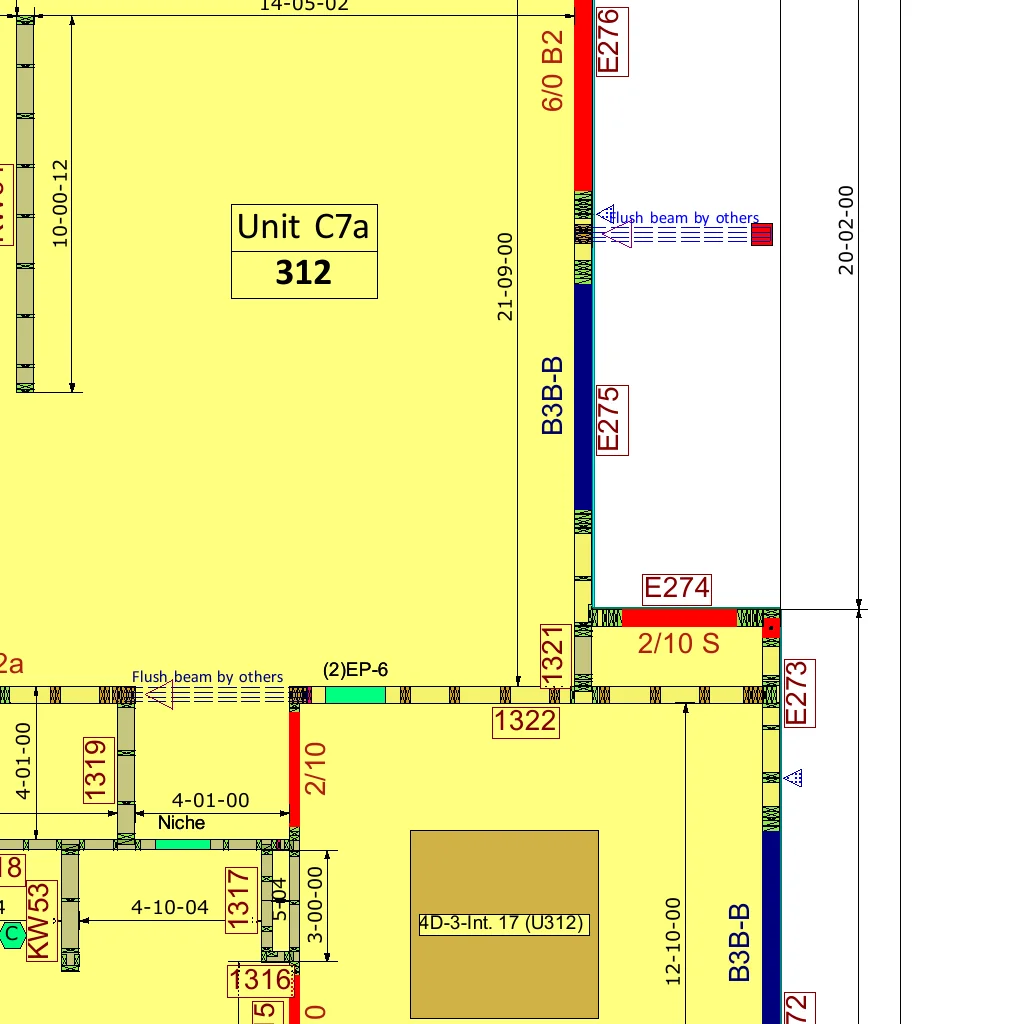 14-05-02
6/0 B2
E276
10-00-12
Unit C7a
312
Flush beam by others
20-02-00
21-09-00
B3B-B
E275
E274
2/10 S
1321
2a
Flush beam by others
(2)EP-6
E273
1322
4-01-00
1319
2/10
4-01-00
Niche
18
KW53
4-10-04
1317
5-04
3-00-00
4D-3-Int. 17 (U312)
12-10-00
B3B-B
C
1316